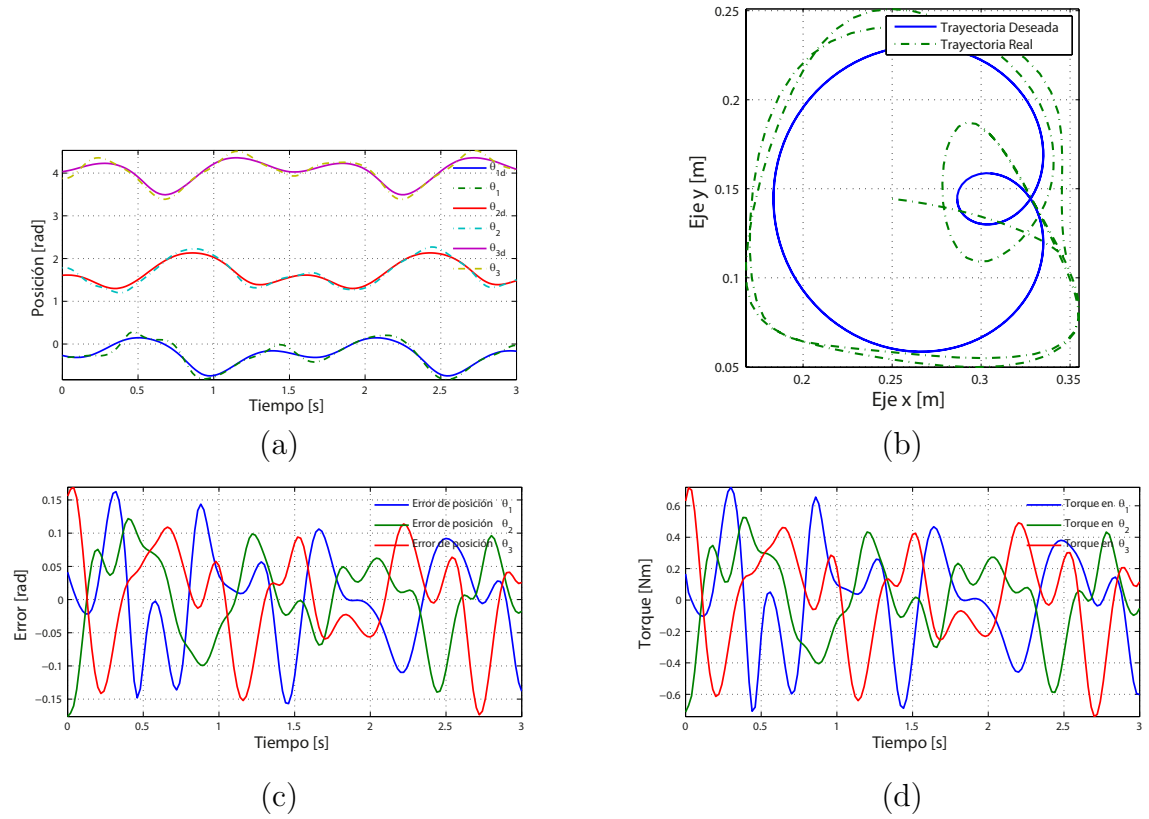 4
3
2
1
0
0
0.5
1
1.5
2
2.5
3
Posición [rad]
Tiempo [s]
θ1d
θ1
θ2d
θ2
θ3d
θ3
(a)
0.25
0.2
0.15
0.1
0.05
0.2
0.25
0.3
0.35
Eje y [m]
Eje x [m]
Trayectoria Deseada
Trayectoria Real
(b)
0.15
0.1
0.05
0
−0.05
−0.1
−0.15
0
0.5
1
1.5
2
2.5
3
Error [rad]
Tiempo [s]
Error de posición θ1
Error de posición θ2
Error de posición θ3
(c)
0.6
0.4
0.2
0
−0.2
−0.4
−0.6
0
0.5
1
1.5
2
2.5
3
Torque [Nm]
Tiempo [s]
Torque en θ1
Torque en θ2
Torque en θ3
(d)